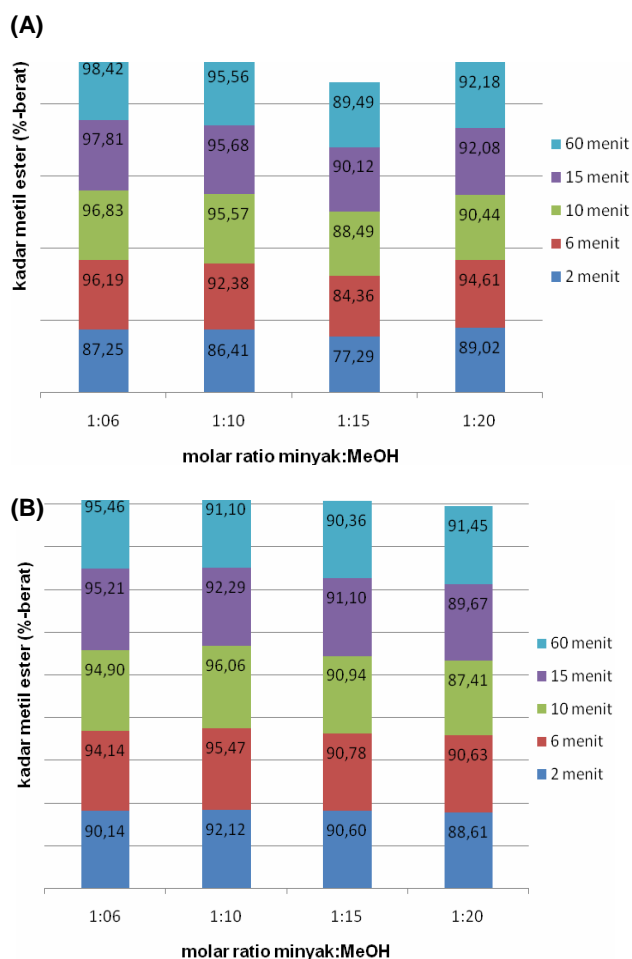 (A)
kadar metil ester (%-berat)
98,42 95,56 89,49 92,18
97,81 95,68 90,12 92,08
96,83 95,57 88,49 90,44
96,19 92,38 84,36 94,61
87,25 86,41 77,29 89,02
60 menit
15 menit
10 menit
6 menit
2 menit
1:06 1:10 1:15 1:20
molar ratio minyak:MeOH
(B)
kadar metil ester (%-berat)
95,46 91,10 90,36 91,45
95,21 92,29 91,10 89,67
94,90 96,06 90,94 87,41
94,14 95,47 90,78 90,63
90,14 92,12 90,60 88,61
60 menit
15 menit
10 menit
6 menit
2 menit
1:06 1:10 1:15 1:20
molar ratio minyak:MeOH